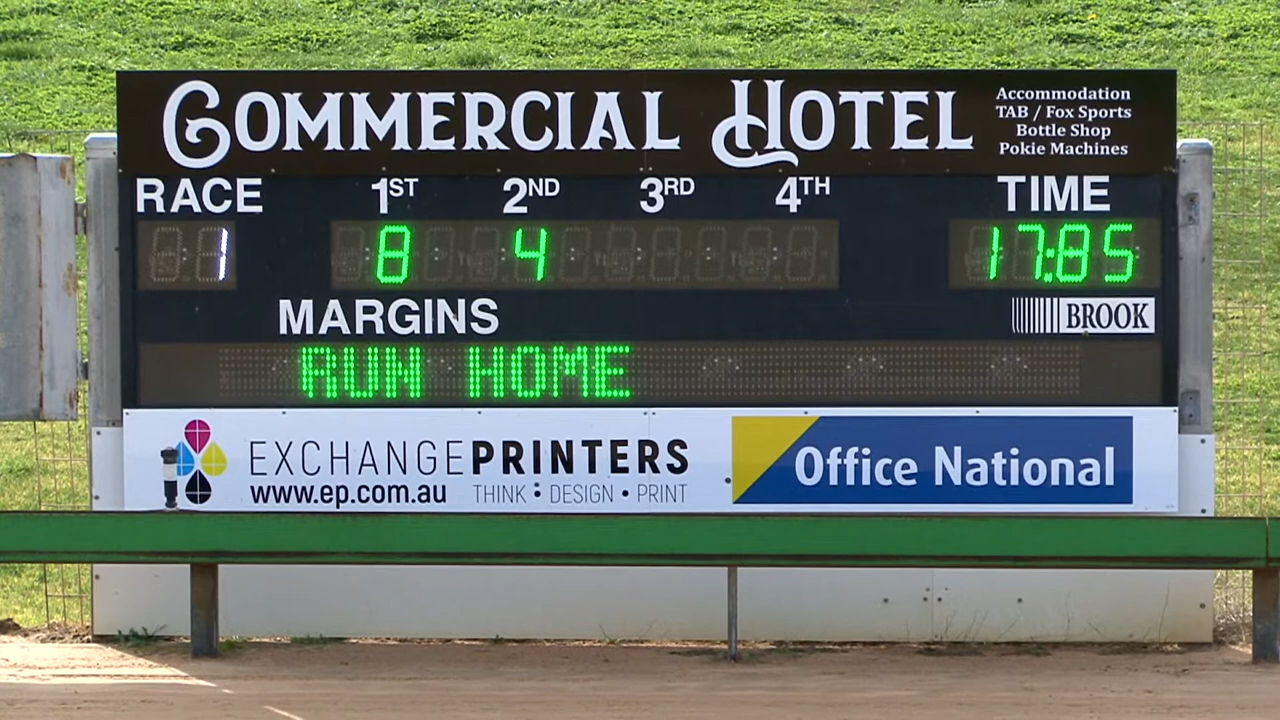 COMMERCIAL HOTEL
Accommodation
TAB / Fox Sports
Bottle Shop
Pokie Machines
RACE 1ST 2ND 3RD 4TH TIME
1 8 4 17:85
MARGINS
BROOK
RUN HOME
EXCHANGEPRINTERS
www.ep.com.au THINK • DESIGN • PRINT
Office National